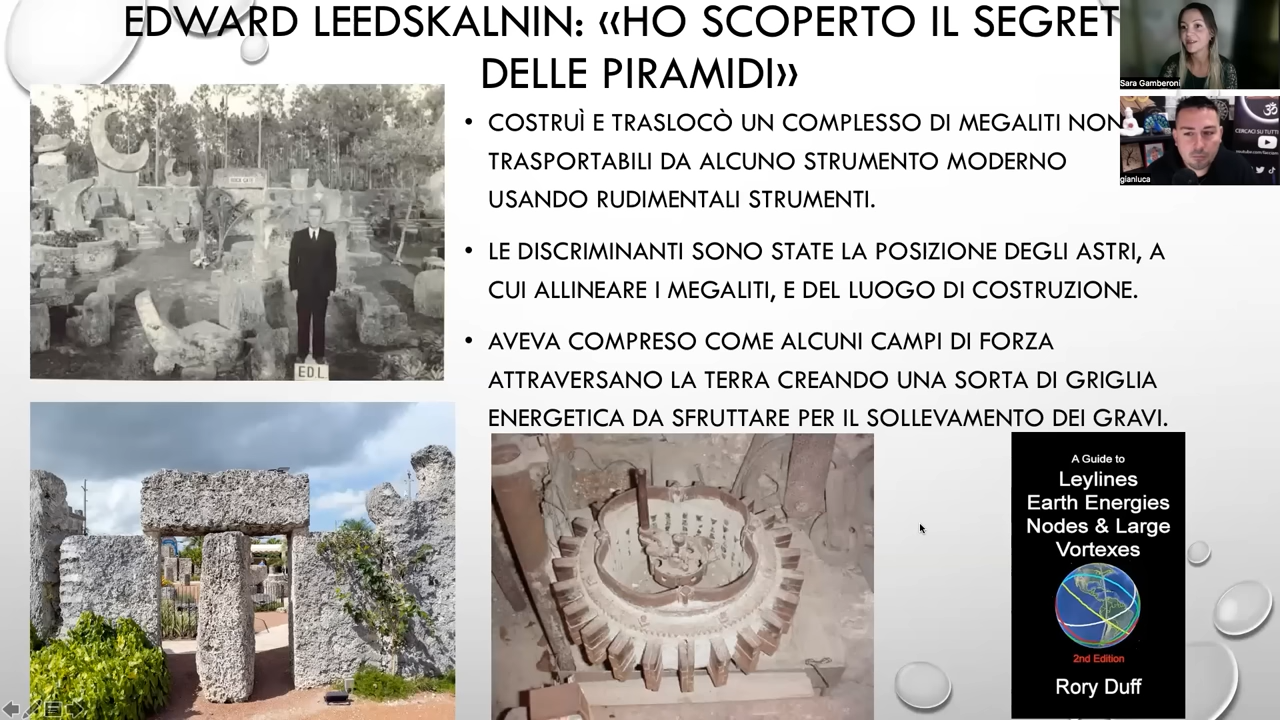 EDWARD LEEDSKALNIN: «HO SCOPERTO IL SEGRET
DELLE PIRAMIDI»
• COSTRUÌ E TRASLOCÒ UN COMPLESSO DI MEGALITI NON
TRASPORTABILI DA ALCUNO STRUMENTO MODERNO
USANDO RUDIMENTALI STRUMENTI.
• LE DISCRIMINANTI SONO STATE LA POSIZIONE DEGLI ASTRI, A
CUI ALLINEARE I MEGALITI, E DEL LUOGO DI COSTRUZIONE.
• AVEVA COMPRESO COME ALCUNI CAMPI DI FORZA
ATTRAVERSANO LA TERRA CREANDO UNA SORTA DI GRIGLIA
ENERGETICA DA SFRUTTARE PER IL SOLLEVAMENTO DEI GRAVI.
Sara Gamberoni
CERCACI SU TUTTI
gianluca
ED.L.
A Guide to
Leylines
Earth Energies
Nodes & Large
Vortexes
2nd Edition
Rory Duff